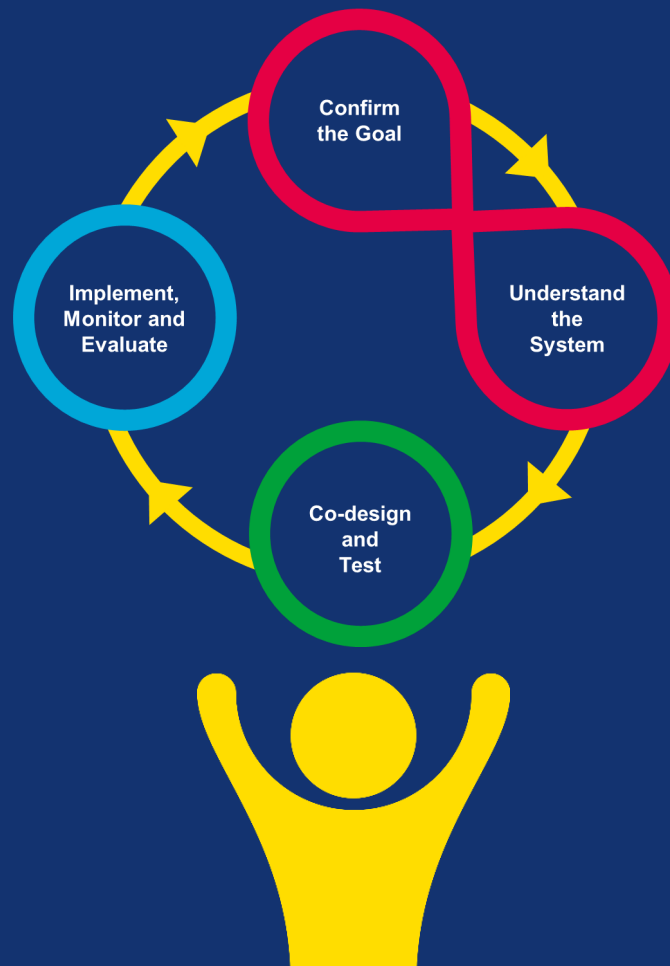 Confirm
the Goal
Understand
the
System
Co-design
and
Test
Implement,
Monitor and
Evaluate